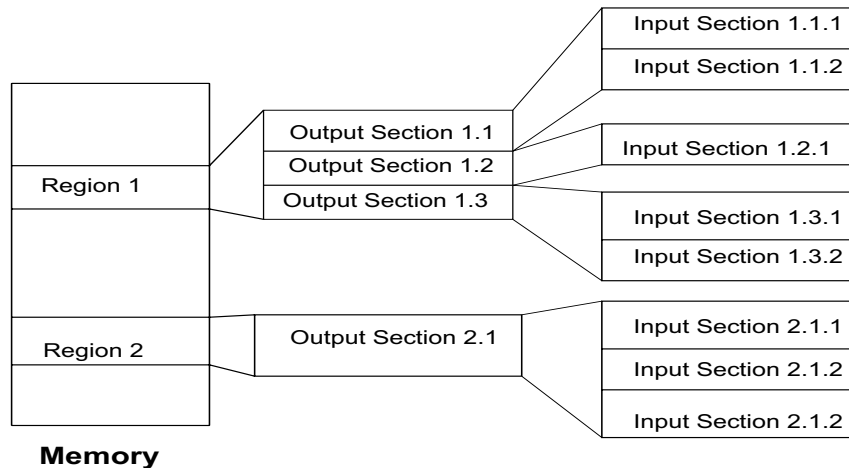 Input Section 1.1.1
Input Section 1.1.2
Output Section 1.1
Input Section 1.2.1
Output Section 1.2
Region 1
Output Section 1.3
Input Section 1.3.1
Input Section 1.3.2
Input Section 2.1.1
Output Section 2.1
Region 2
Input Section 2.1.2
Input Section 2.1.2
Memory